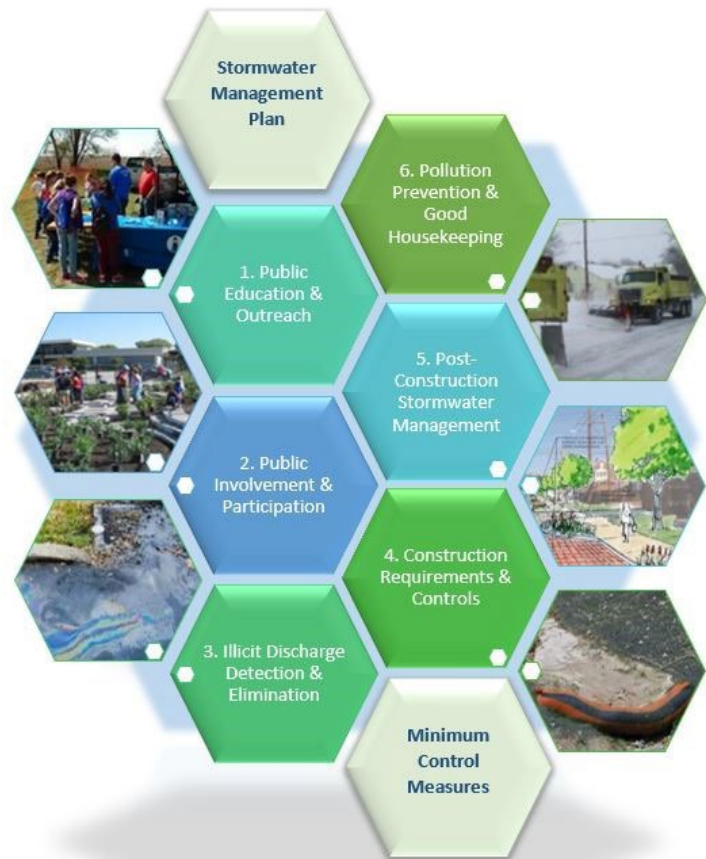 Stormwater
Management
Plan
6. Pollution
Prevention &
Good
Housekeeping
1. Public
Education &
Outreach
5. Post-
Construction
Stormwater
Management
2. Public
Involvement &
Participation
4. Construction
Requirements &
Controls
3. Illicit Discharge
Detection &
Elimination
Minimum
Control
Measures